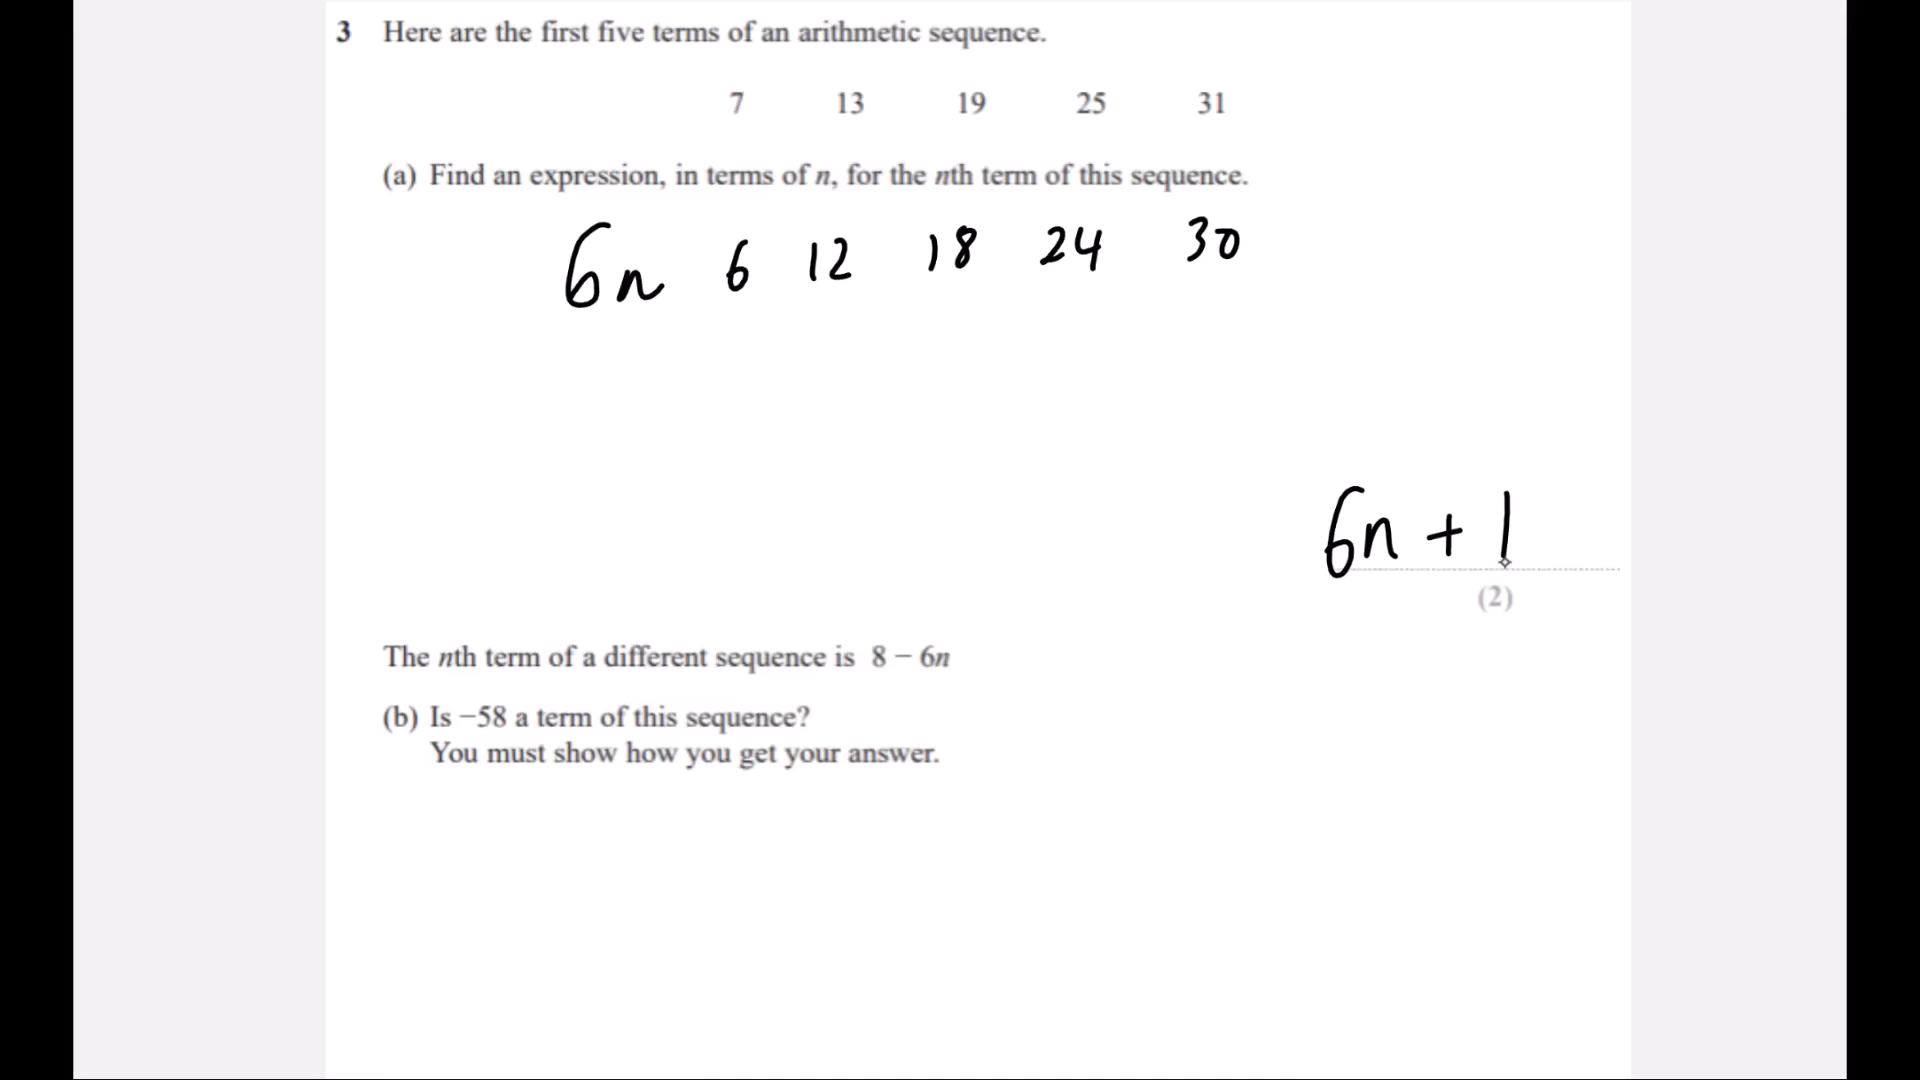 3 Here are the first five terms of an arithmetic sequence.
7 13 19 25 31
(a) Find an expression, in terms of n, for the nth term of this sequence.
6n 6 12 18 24 30
6n + 1
(2)
The nth term of a different sequence is 8 − 6n
(b) Is −58 a term of this sequence?
You must show how you get your answer.